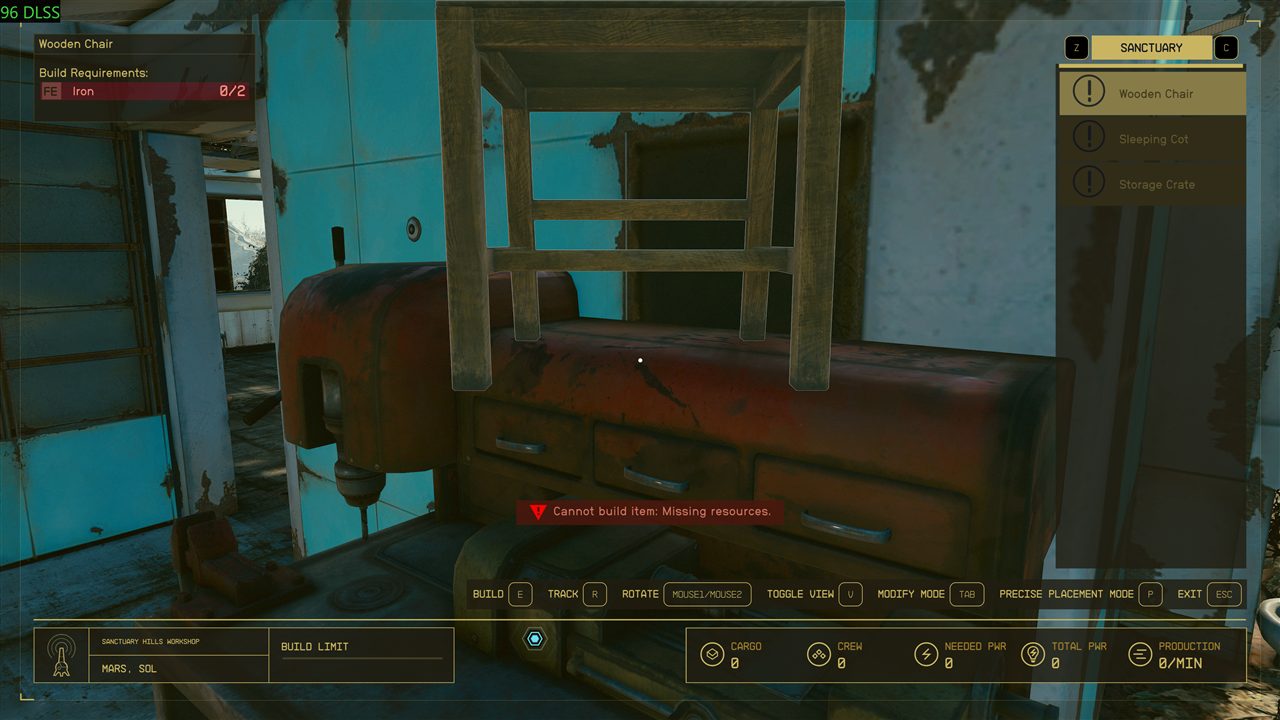 96 DLSS
Wooden Chair
Build Requirements:
FE Iron 0/2
Z SANCTUARY C
Wooden Chair
Sleeping Cot
Storage Crate
Cannot build item: Missing resources.
BUILD E TRACK R ROTATE MOUSE1/MOUSE2 TOGGLE VIEW V MODIFY MODE TAB PRECISE PLACEMENT MODE P EXIT ESC
SANCTUARY HILLS WORKSHOP
MARS, SOL
BUILD LIMIT
CARGO
0
CREW
0
NEEDED PWR
0
TOTAL PWR
0
PRODUCTION
0/MIN